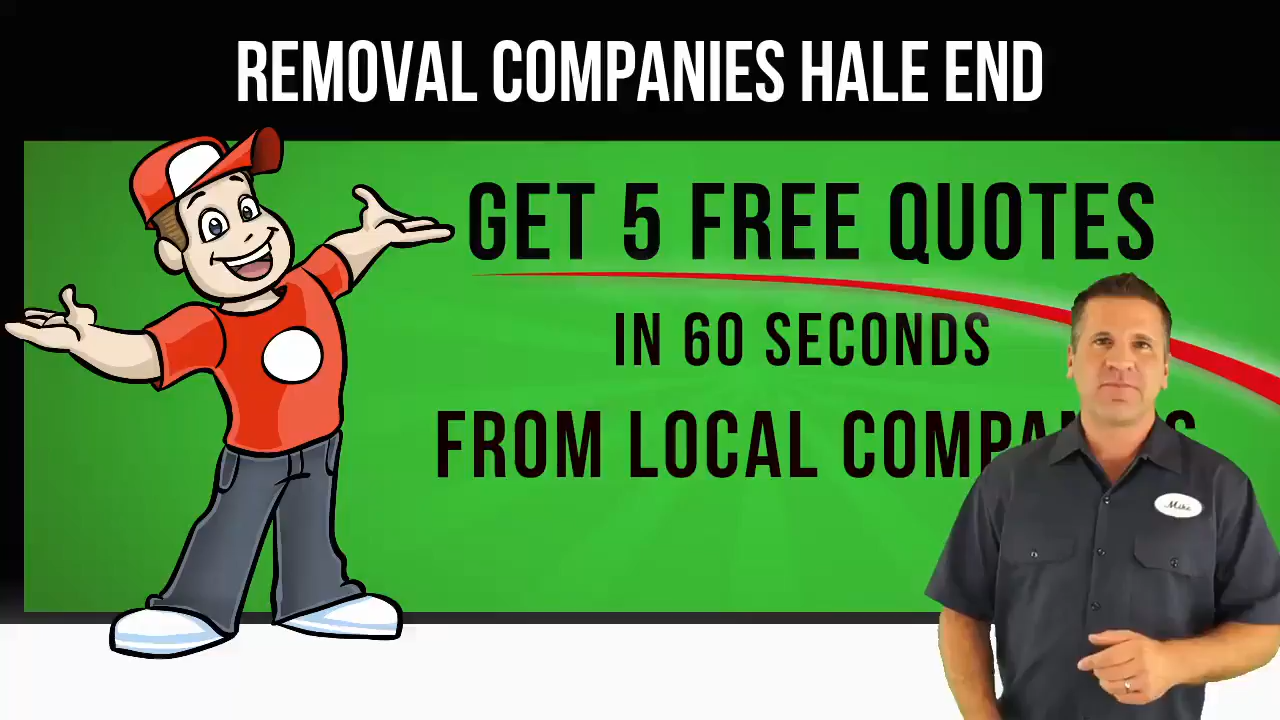 REMOVAL COMPANIES HALE END
GET 5 FREE QUOTES
IN 60 SECONDS
FROM LOCAL
Mike